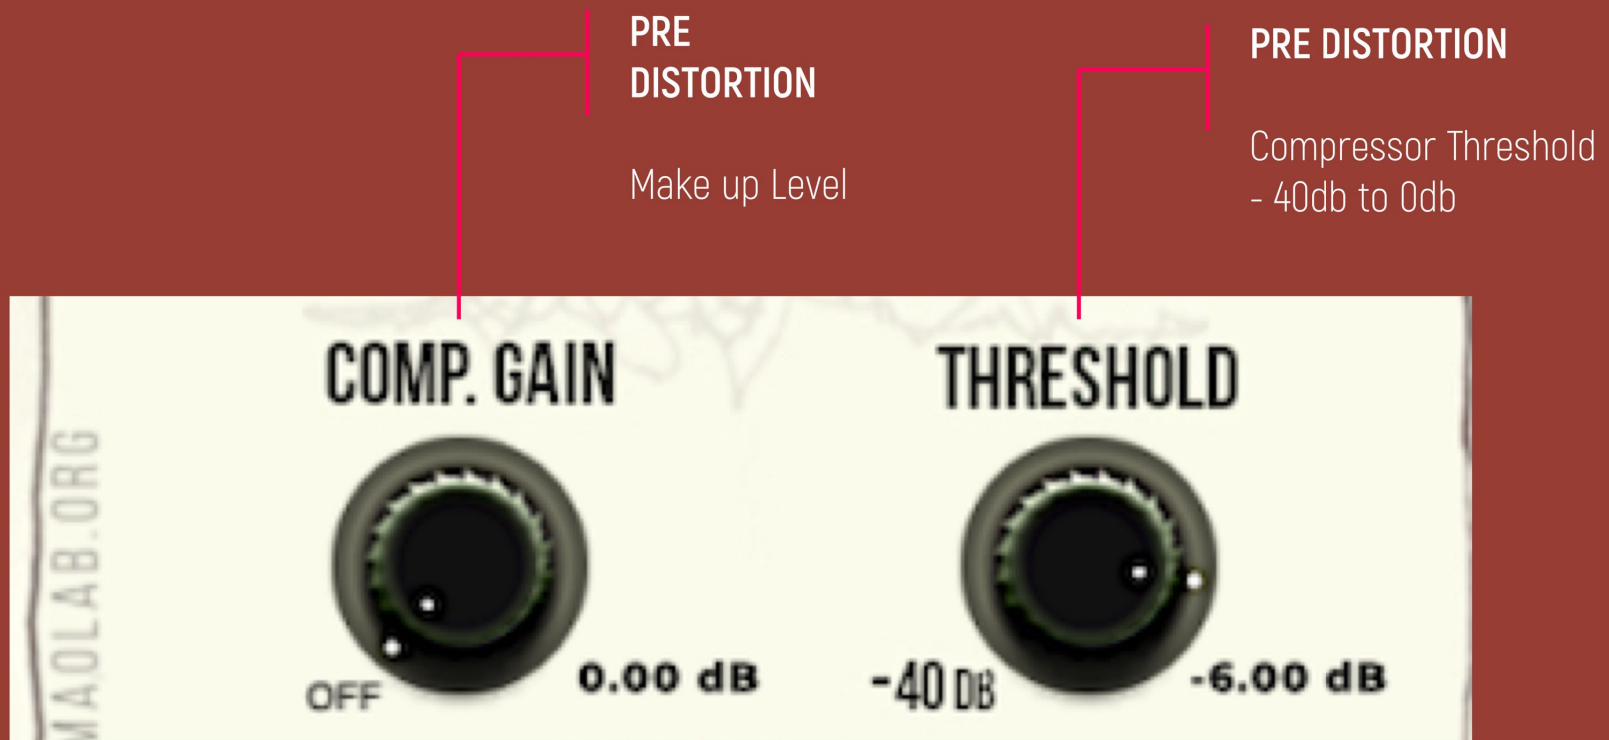 PRE
DISTORTION
Make up Level
PRE DISTORTION
Compressor Threshold
- 40db to 0db
COMP. GAIN
THRESHOLD
OFF
0.00 dB
-40 DB
-6.00 dB
MAOLAB.ORG